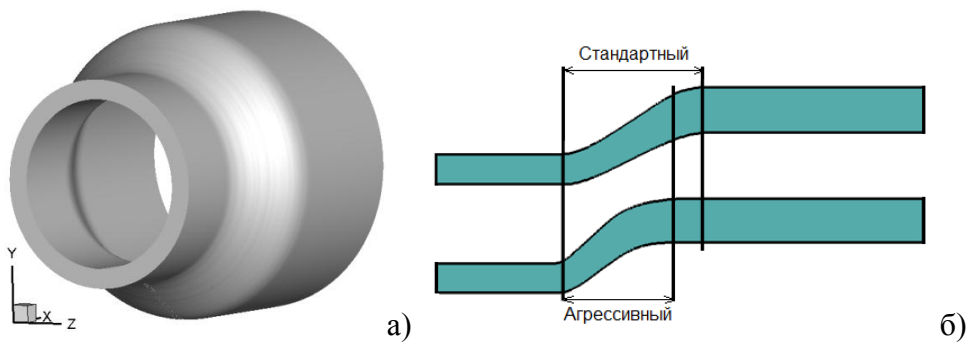 Стандартный
Y
X
Z
а)
Агрессивный
б)